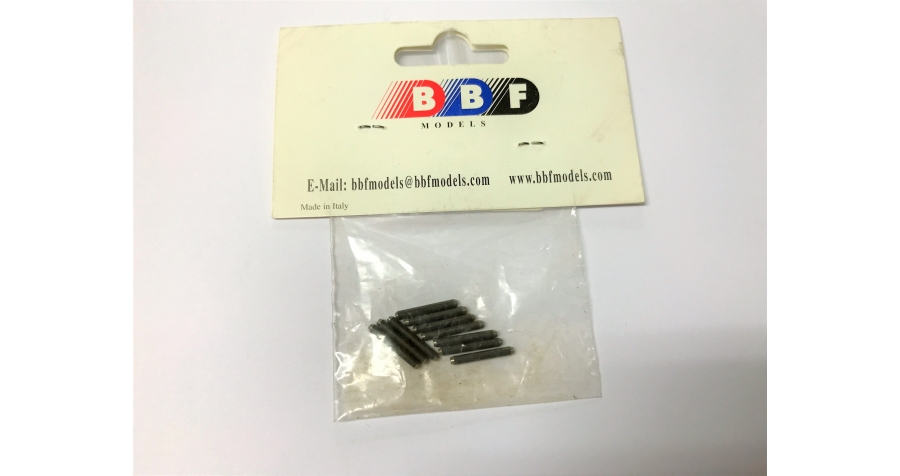 BBF
MODELS
E-Mail: bbfmodels@bbfmodels.com www.bbfmodels.com
Made in Italy